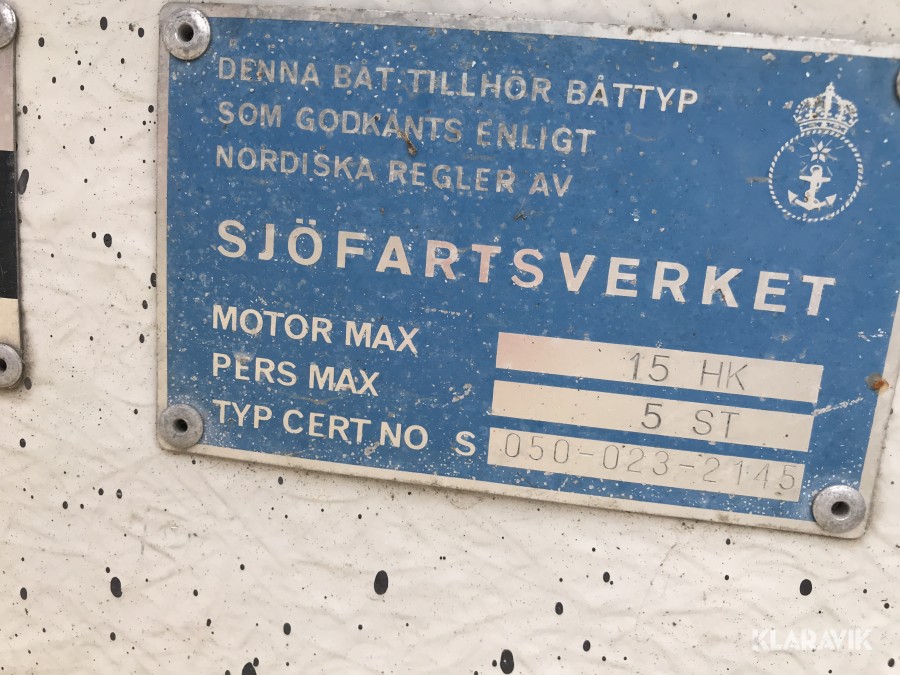 DENNA BÅT TILLHÖR BÅTTYP
SOM GODKÄNTS ENLIGT
NORDISKA REGLER AV
SJÖFARTSVERKET
MOTOR MAX 15 HK
PERS MAX 5 ST
TYP CERT NO S 050-023-2145
KLARAVIK